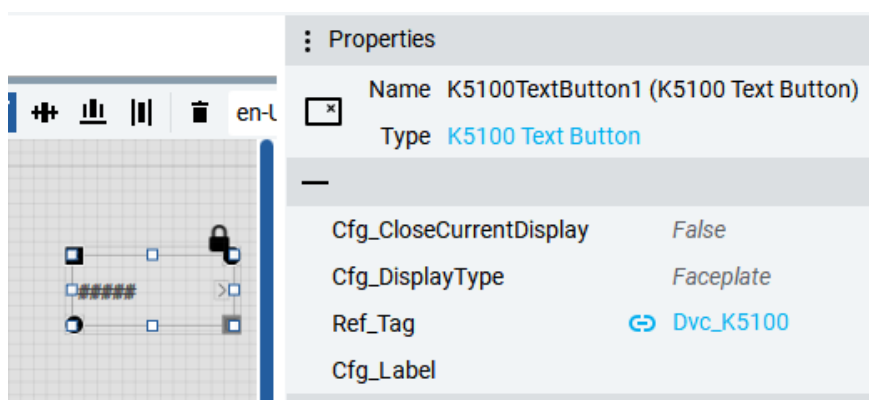 Properties
Name K5100TextButton1 (K5100 Text Button)
Type K5100 Text Button
en-U
#####
Cfg_CloseCurrentDisplay False
Cfg_DisplayType Faceplate
Ref_Tag Dvc_K5100
Cfg_Label